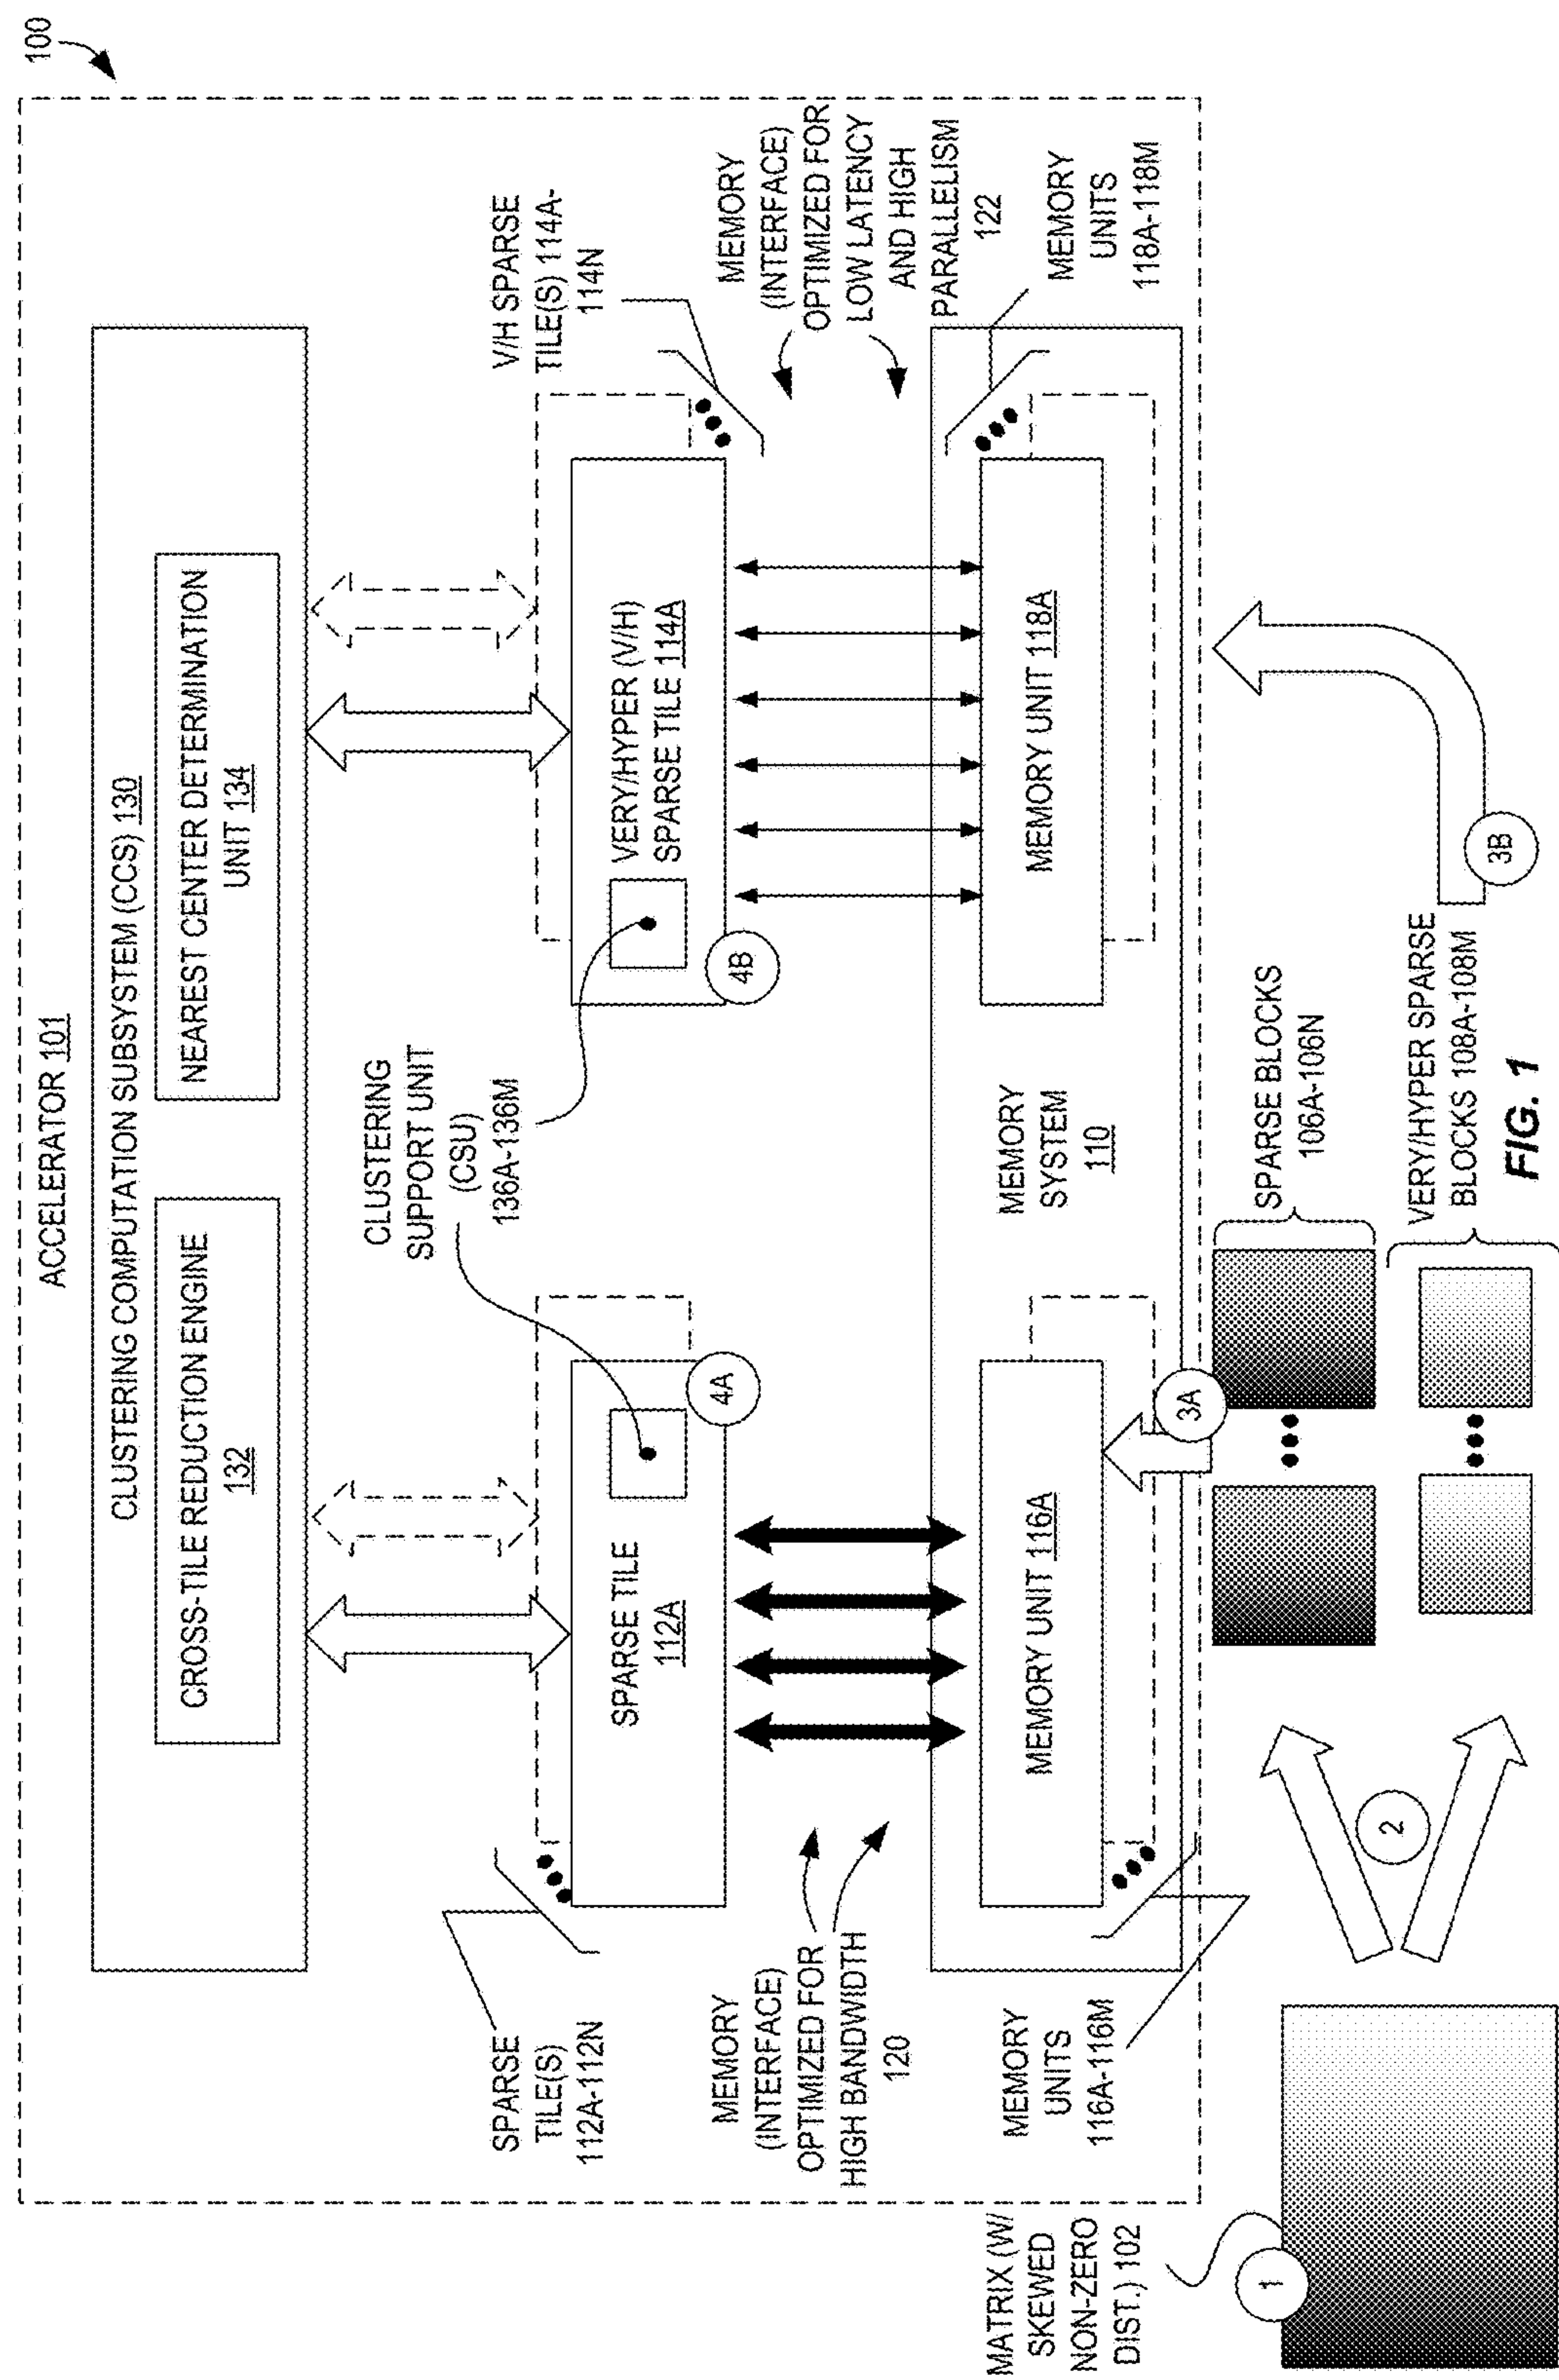 100
ACCELERATOR 101
CLUSTERING COMPUTATION SUBSYSTEM (CCS) 130
CROSS-TILE REDUCTION ENGINE
132
NEAREST CENTER DETERMINATION
UNIT 134
SPARSE
TILE(S)
112A-112N
CLUSTERING
SUPPORT UNIT
(CSU)
136A-136M
V/H SPARSE
TILE(S) 114A-
114N
SPARSE TILE
112A
4A
VERY/HYPER (V/H)
SPARSE TILE 114A
4B
MEMORY
(INTERFACE)
OPTIMIZED FOR
HIGH BANDWIDTH
120
MEMORY
(INTERFACE)
OPTIMIZED FOR
LOW LATENCY
AND HIGH
PARALLELISM
122
MEMORY
UNITS
116A-116M
MEMORY UNIT 116A
MEMORY
SYSTEM
110
MEMORY UNIT 118A
MEMORY
UNITS
118A-118M
MATRIX (W/
SKEWED
NON-ZERO
DIST.) 102
1
2
3A
3B
SPARSE BLOCKS
106A-106N
VERY/HYPER SPARSE
BLOCKS 108A-108M
FIG. 1